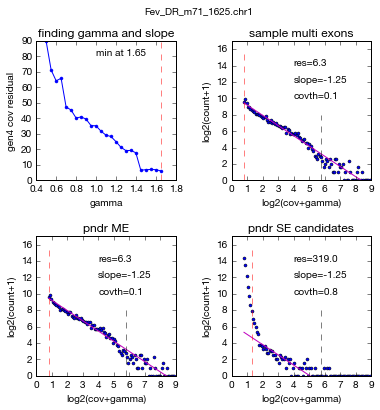 Fev_DR_m71_1625.chr1
finding gamma and slope
min at 1.65
gen4 cov residual
90
80
70
60
50
40
30
20
10
0
0.4 0.6 0.8 1.0 1.2 1.4 1.6 1.8
gamma
sample multi exons
res=6.3
slope=-1.25
covth=0.1
log2(count+1)
16
14
12
10
8
6
4
2
0
0 1 2 3 4 5 6 7 8 9
log2(cov+gamma)
pndr ME
res=6.3
slope=-1.25
covth=0.1
log2(count+1)
16
14
12
10
8
6
4
2
0
0 1 2 3 4 5 6 7 8 9
log2(cov+gamma)
pndr SE candidates
res=319.0
slope=-1.25
covth=0.8
log2(count+1)
16
14
12
10
8
6
4
2
0
0 1 2 3 4 5 6 7 8 9
log2(cov+gamma)